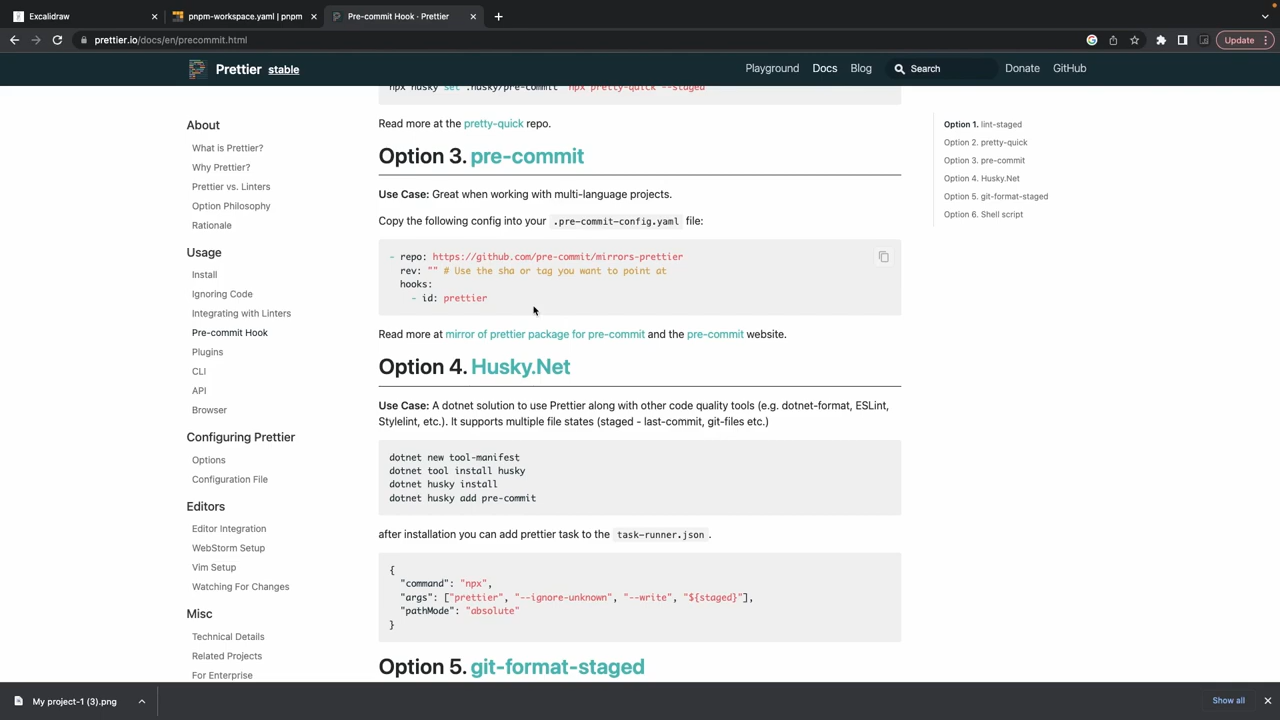 Excalidraw
pnpm-workspace.yaml | pnpm
Pre-commit Hook · Prettier
prettier.io/docs/en/precommit.html
Update
Prettier stable
Playground
Docs
Blog
Search
Donate
GitHub
About
What is Prettier?
Why Prettier?
Prettier vs. Linters
Option Philosophy
Rationale
Usage
Install
Ignoring Code
Integrating with Linters
Pre-commit Hook
Plugins
CLI
API
Browser
Configuring Prettier
Options
Configuration File
Editors
Editor Integration
WebStorm Setup
Vim Setup
Watching For Changes
Misc
Technical Details
Related Projects
For Enterprise
npx husky set .husky/pre-commit "npx pretty-quick --staged"
Read more at the pretty-quick repo.
Option 3. pre-commit
Use Case: Great when working with multi-language projects.
Copy the following config into your .pre-commit-config.yaml file:
- repo: https://github.com/pre-commit/mirrors-prettier
rev: "" # Use the sha or tag you want to point at
hooks:
- id: prettier
Read more at mirror of prettier package for pre-commit and the pre-commit website.
Option 4. Husky.Net
Use Case: A dotnet solution to use Prettier along with other code quality tools (e.g. dotnet-format, ESLint,
Stylelint, etc.). It supports multiple file states (staged - last-commit, git-files etc.)
dotnet new tool-manifest
dotnet tool install husky
dotnet husky install
dotnet husky add pre-commit
after installation you can add prettier task to the task-runner.json .
{
"command": "npx",
"args": ["prettier", "--ignore-unknown", "--write", "${staged}"],
"pathMode": "absolute"
}
Option 5. git-format-staged
Option 1. lint-staged
Option 2. pretty-quick
Option 3. pre-commit
Option 4. Husky.Net
Option 5. git-format-staged
Option 6. Shell script
My project-1 (3).png
Show all